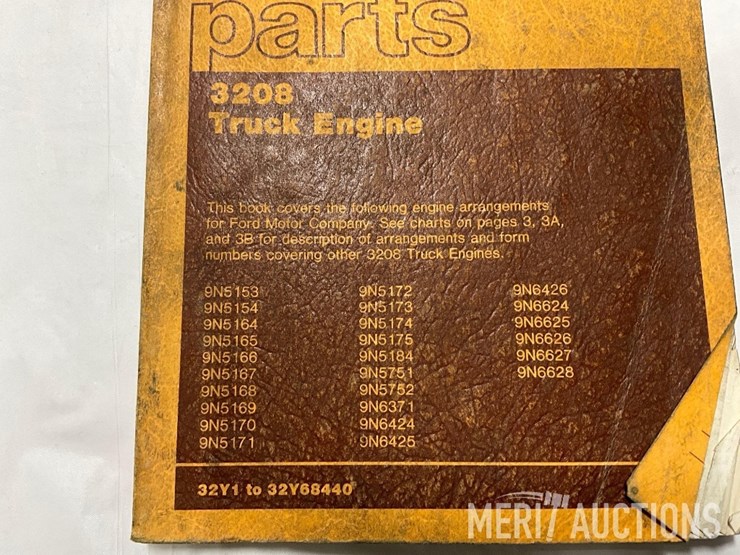 parts
3208
Truck Engine
This book covers the following engine arrangements
for Ford Motor Company. See charts on pages 3, 3A,
and 3B for description of arrangements and form
numbers covering other 3208 Truck Engines.
9N5153
9N5154
9N5164
9N5165
9N5166
9N5167
9N5168
9N5169
9N5170
9N5171
9N5172
9N5173
9N5174
9N5175
9N5184
9N5751
9N5752
9N6371
9N6424
9N6425
9N6426
9N6624
9N6625
9N6626
9N6627
9N6628
32Y1 to 32Y68440
MERIT AUCTIONS
.COM